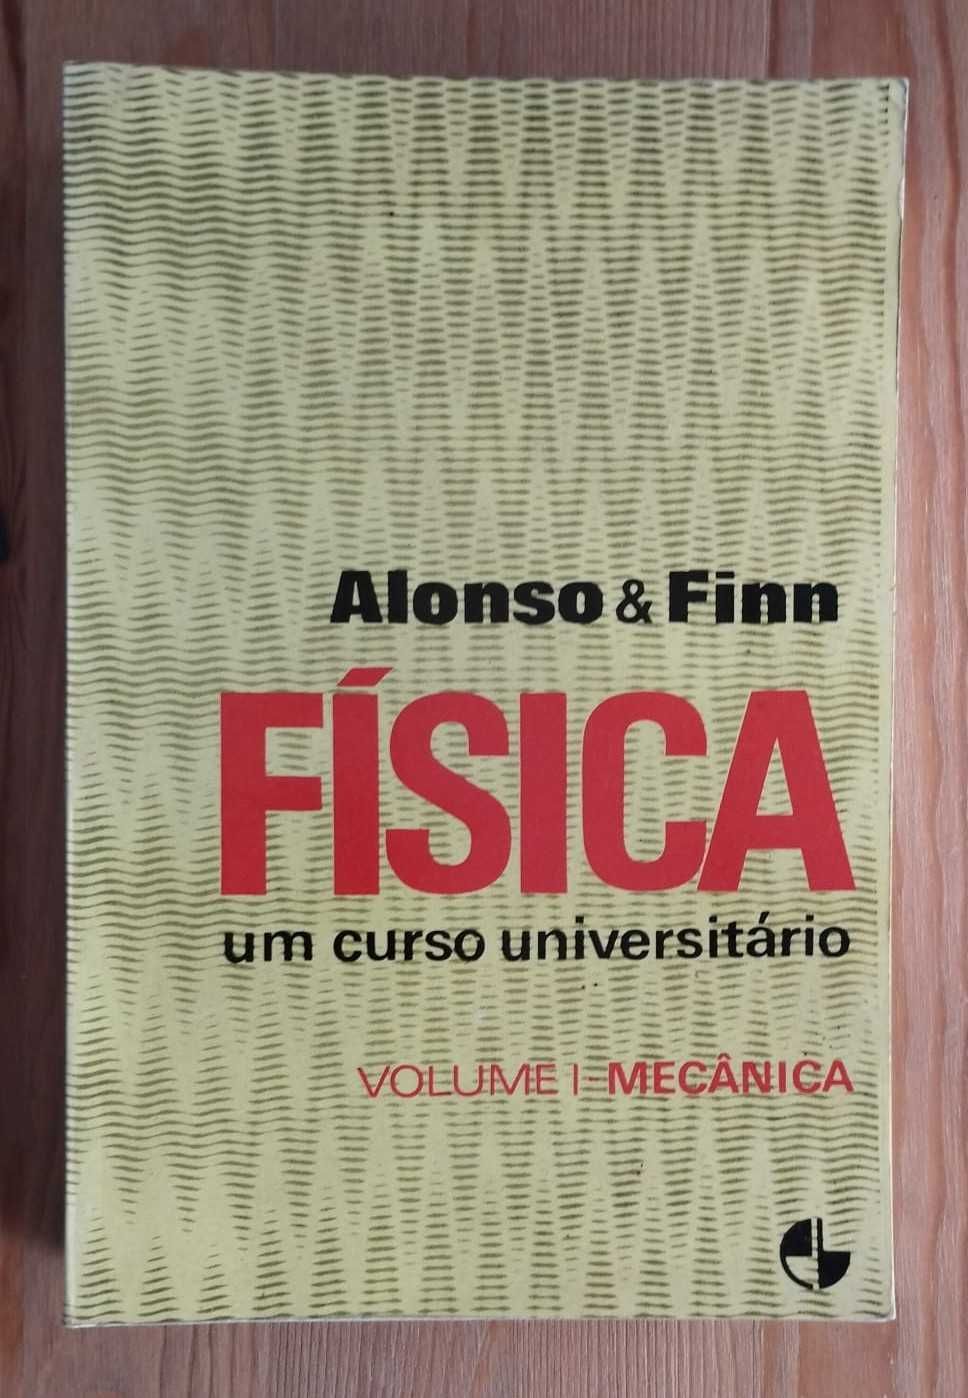 Alonso & Finn
FÍSICA
um curso universitário
VOLUME I-MECÂNICA